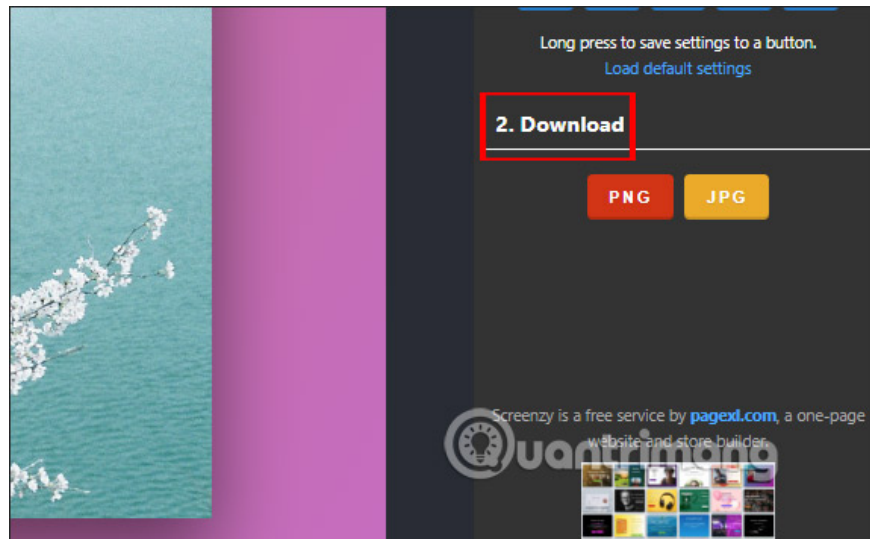 Long press to save settings to a button.
Load default settings
2. Download
PNG JPG
Screenzy is a free service by pagexl.com, a one-page
website and store builder.
Quantrimang